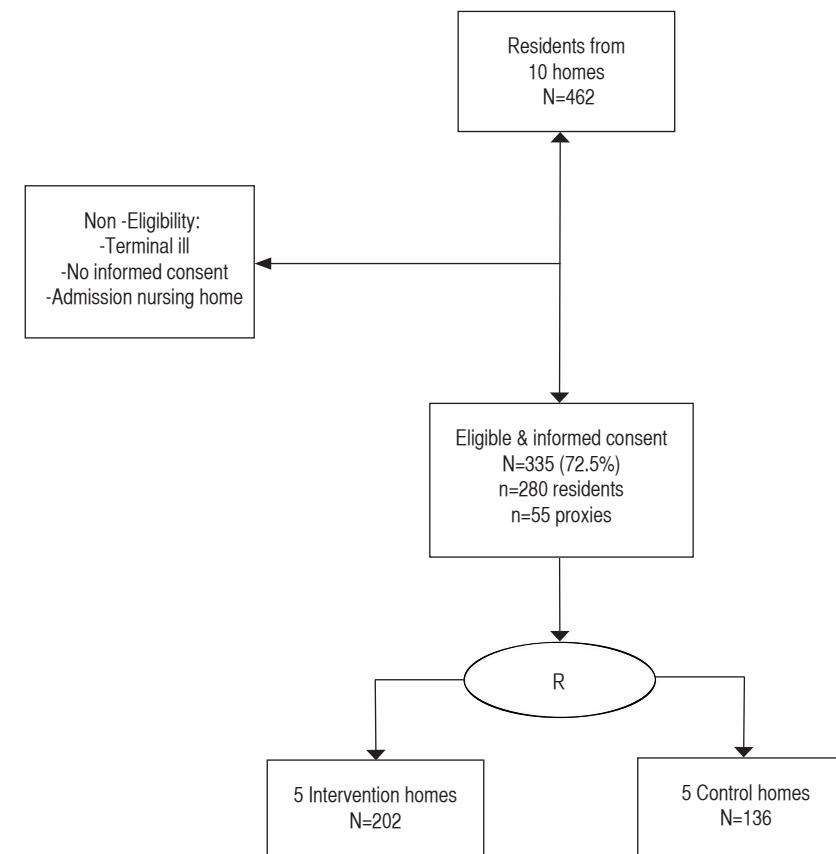 Residents from
10 homes
N=462
Non -Eligibility:
-Terminal ill
-No informed consent
-Admission nursing home
Eligible & informed consent
N=335 (72.5%)
n=280 residents
n=55 proxies
R
5 Intervention homes
N=202
5 Control homes
N=136